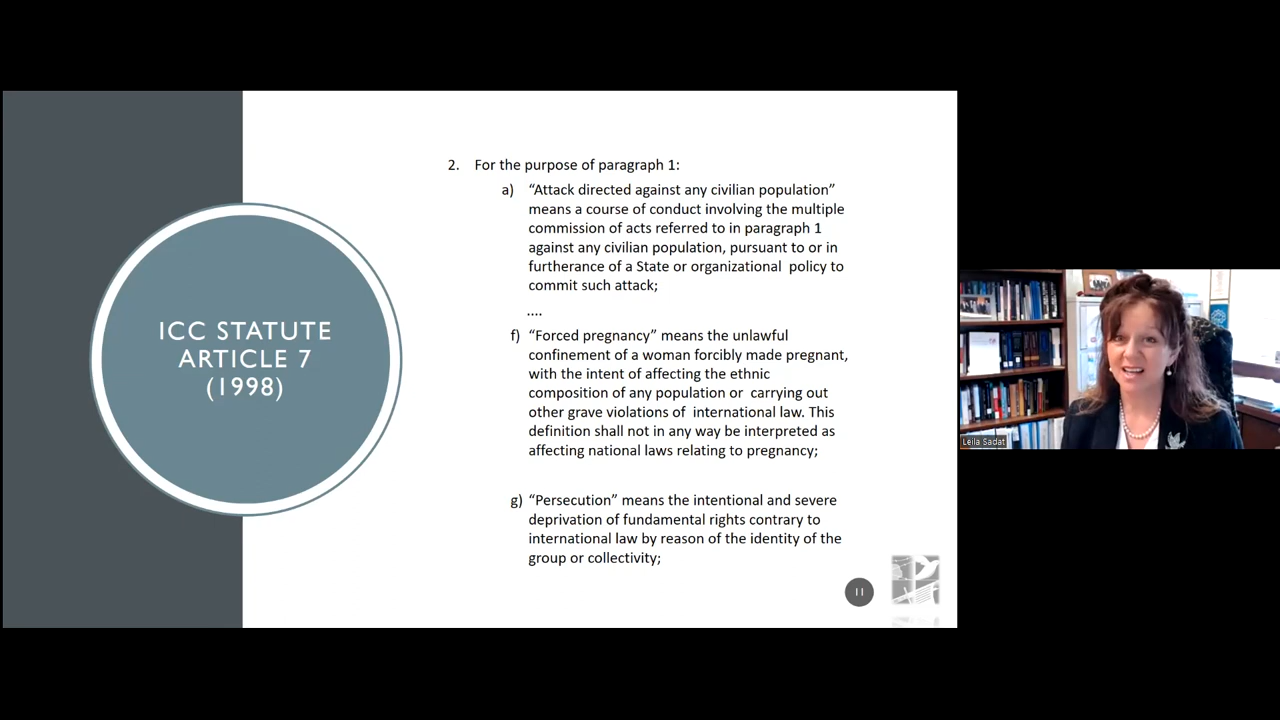 ICC STATUTE
ARTICLE 7
(1998)
2. For the purpose of paragraph 1:
a) “Attack directed against any civilian population”
means a course of conduct involving the multiple
commission of acts referred to in paragraph 1
against any civilian population, pursuant to or in
furtherance of a State or organizational policy to
commit such attack;
....
f) “Forced pregnancy” means the unlawful
confinement of a woman forcibly made pregnant,
with the intent of affecting the ethnic
composition of any population or carrying out
other grave violations of international law. This
definition shall not in any way be interpreted as
affecting national laws relating to pregnancy;
g) “Persecution” means the intentional and severe
deprivation of fundamental rights contrary to
international law by reason of the identity of the
group or collectivity;
11
Leila Sadat